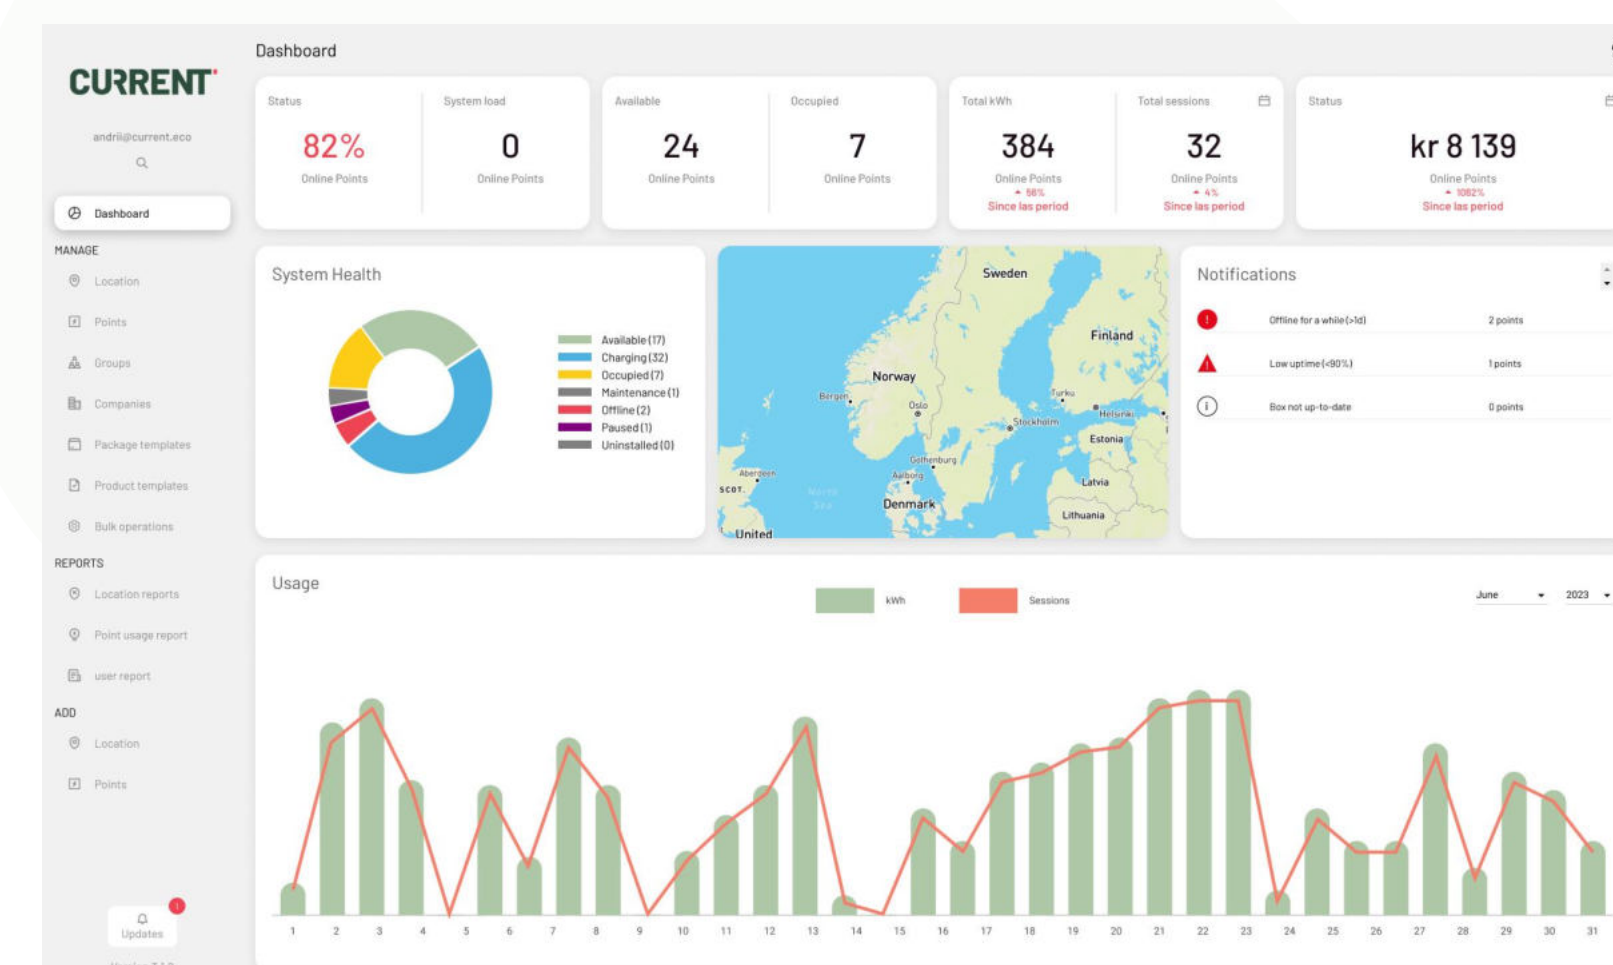 CURRENT
andrii@current.eco
Dashboard
MANAGE
Location
Points
Groups
Companies
Package templates
Product templates
Bulk operations
REPORTS
Location reports
Point usage report
user report
ADD
Location
Points
Updates
Dashboard
Status
82%
Online Points
System load
0
Online Points
Available
24
Online Points
Occupied
7
Online Points
Total kWh
384
Online Points
56%
Since las period
Total sessions
32
Online Points
4%
Since las period
Status
kr 8 139
Online Points
1062%
Since las period
System Health
Available (17)
Charging (32)
Occupied (7)
Maintenance (1)
Offline (2)
Paused (1)
Uninstalled (0)
Sweden
Finland
Norway
Bergen
Oslo
Turku
Helsinki
Stockholm
Estonia
Gothenburg
Aalborg
Aberdeen
SCOT.
North
Sea
Latvia
Denmark
Lithuania
United
Notifications
Offline for a while (>1d) 2 points
Low uptime (<90%) 1 points
Box not up-to-date 0 points
Usage
kWh
Sessions
June 2023
1 2 3 4 5 6 7 8 9 10 11 12 13 14 15 16 17 18 19 20 21 22 23 24 25 26 27 28 29 30 31